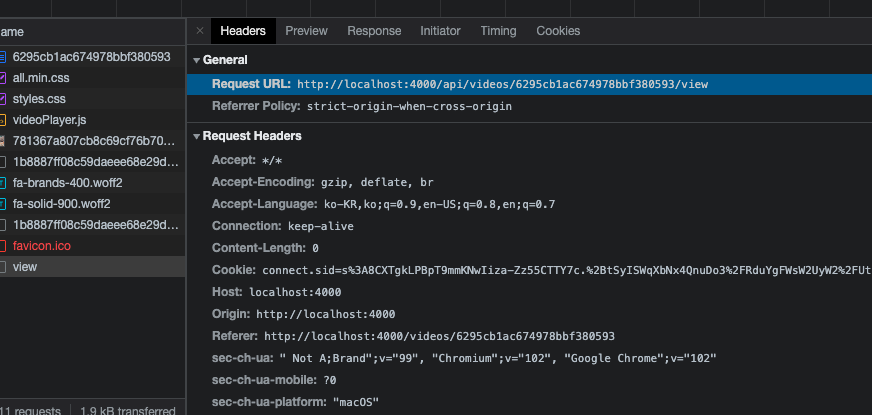 ame
Headers Preview Response Initiator Timing Cookies
6295cb1ac674978bbf380593
all.min.css
styles.css
videoPlayer.js
781367a807cb8c69cf76b70...
1b8887ff08c59daeee68e29d...
fa-brands-400.woff2
fa-solid-900.woff2
1b8887ff08c59daeee68e29d...
favicon.ico
view
11 requests 1.9 kB transferred
General
Request URL: http://localhost:4000/api/videos/6295cb1ac674978bbf380593/view
Referrer Policy: strict-origin-when-cross-origin
Request Headers
Accept: */*
Accept-Encoding: gzip, deflate, br
Accept-Language: ko-KR,ko;q=0.9,en-US;q=0.8,en;q=0.7
Connection: keep-alive
Content-Length: 0
Cookie: connect.sid=s%3A8CXTgkLPBpT9mmKNwIiza-Zz55CTTY7c.%2BtSyISWqXbNx4QnuDo3%2FRduYgFWsW2UyW2%2FUt
Host: localhost:4000
Origin: http://localhost:4000
Referer: http://localhost:4000/videos/6295cb1ac674978bbf380593
sec-ch-ua: " Not A;Brand";v="99", "Chromium";v="102", "Google Chrome";v="102"
sec-ch-ua-mobile: ?0
sec-ch-ua-platform: "macOS"